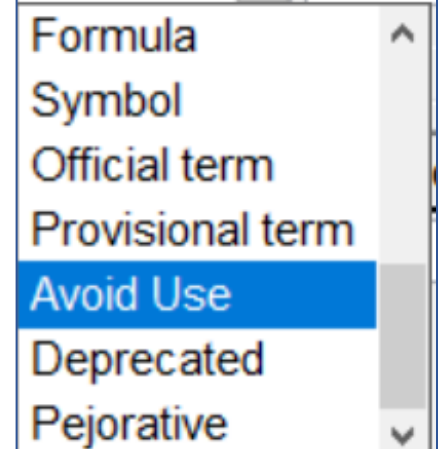 Formula
Symbol
Official term
Provisional term
Avoid Use
Deprecated
Pejorative